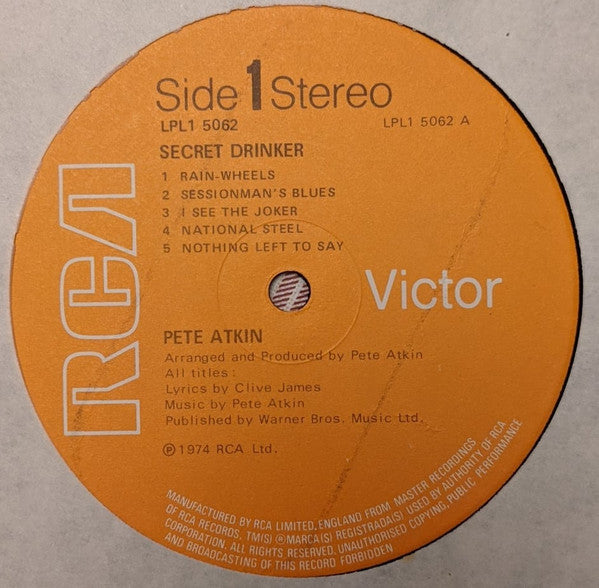 Side 1 Stereo
LPL1 5062
LPL1 5062 A
SECRET DRINKER
1 RAIN-WHEELS
2 SESSIONMAN'S BLUES
3 I SEE THE JOKER
4 NATIONAL STEEL
5 NOTHING LEFT TO SAY
RCA
Victor
PETE ATKIN
Arranged and Produced by Pete Atkin
All titles:
Lyrics by Clive James
Music by Pete Atkin
Published by Warner Bros. Music Ltd.
℗ 1974 RCA Ltd.
MANUFACTURED BY RCA LIMITED, ENGLAND FROM MASTER RECORDINGS
OF RCA RECORDS. TM(S) ® MARCA(S) REGISTRADA(S) USED BY AUTHORITY OF RCA
CORPORATION. ALL RIGHTS RESERVED. UNAUTHORISED COPYING, PUBLIC PERFORMANCE
AND BROADCASTING OF THIS RECORD FORBIDDEN